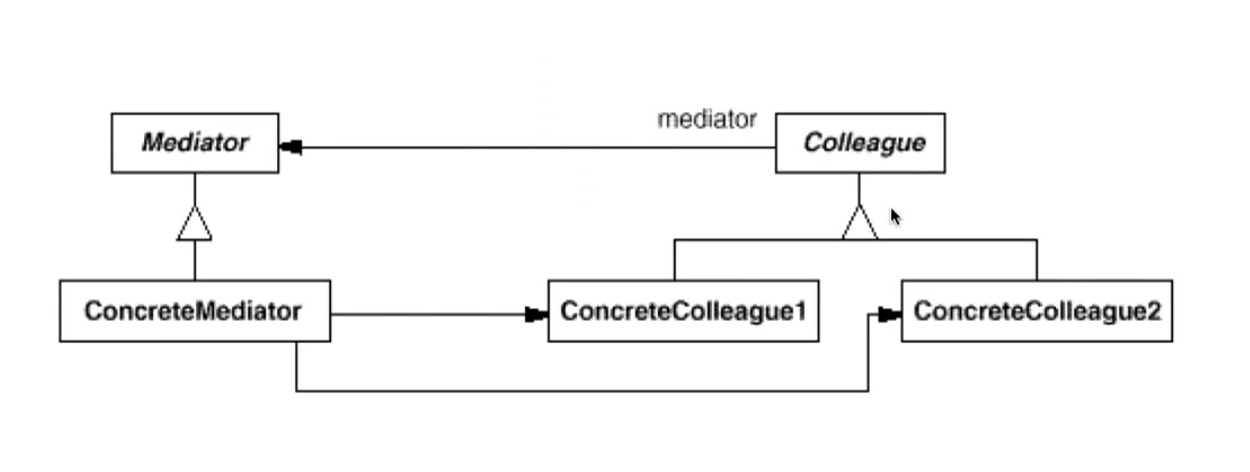 mediator
Mediator
Colleague
ConcreteMediator
ConcreteColleague1
ConcreteColleague2